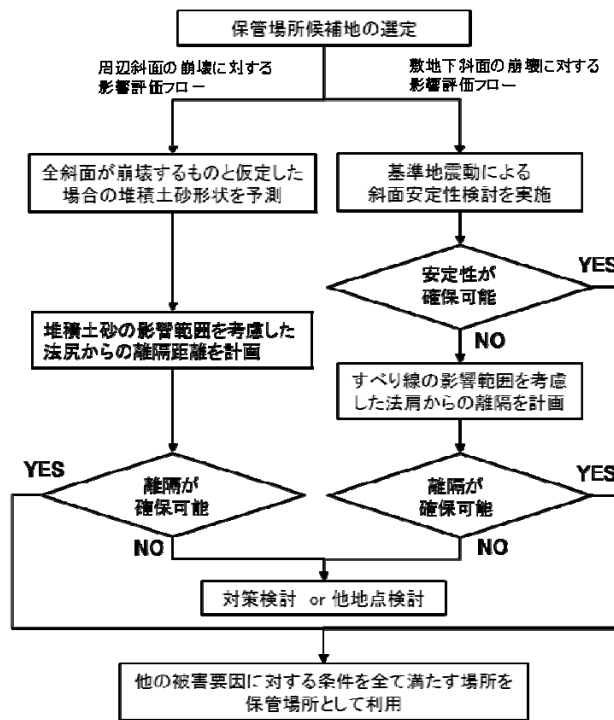 保管場所候補地の選定
周辺斜面の崩壊に対する
影響評価フロー
敷地下斜面の崩壊に対する
影響評価フロー
全斜面が崩壊するものと仮定した
場合の堆積土砂形状を予測
基準地震動による
斜面安定性検討を実施
安定性が
確保可能
YES
NO
堆積土砂の影響範囲を考慮した
法尻からの離隔距離を計画
すべり線の影響範囲を考慮
した法肩からの離隔を計画
YES
離隔が
確保可能
NO
離隔が
確保可能
YES
NO
対策検討 or 他地点検討
他の被害要因に対する条件を全て満たす場所を
保管場所として利用